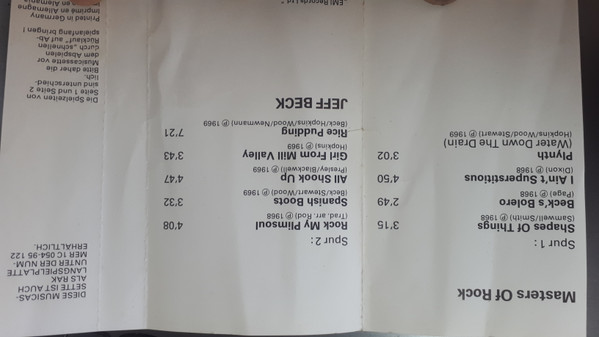 Masters Of Rock
JEFF BECK
Spur 1:
Shapes Of Things 3'15
(Samwell/Smith) ℗ 1968
Beck's Bolero 2'49
(Page) ℗ 1968
I Ain't Superstitious 4'50
(Dixon) ℗ 1968
Plynth 3'02
(Water Down The Drain)
(Hopkins/Wood/Stewart) ℗ 1969
Spur 2:
Rock My Plimsoul 4'08
(Trad. arr. Rod) ℗ 1968
Spanish Boots 3'32
(Beck/Stewart/Wood) ℗ 1969
All Shook Up 4'47
(Presley/Blackwell) ℗ 1969
Girl From Mill Valley 3'43
(Hopkins) ℗ 1969
Rice Pudding 7'21
(Beck/Hopkins/Wood/Newmann) ℗ 1969
DIESE MUSICAS-
SETTE IST AUCH
ALS RAK
LANGSPIELPLATTE
UNTER DER NUM-
MER 1C 054-95 122
ERHÄLTLICH.
Die Spielzeiten von
Seite 1 und Seite 2
sind unterschied-
lich.
Bitte daher die
Musicassette vor
dem Abspielen
durch „schnellen
Rücklauf" auf Ab-
spielanfang bringen!
Printed in Germany
Imprimé en Allemagne